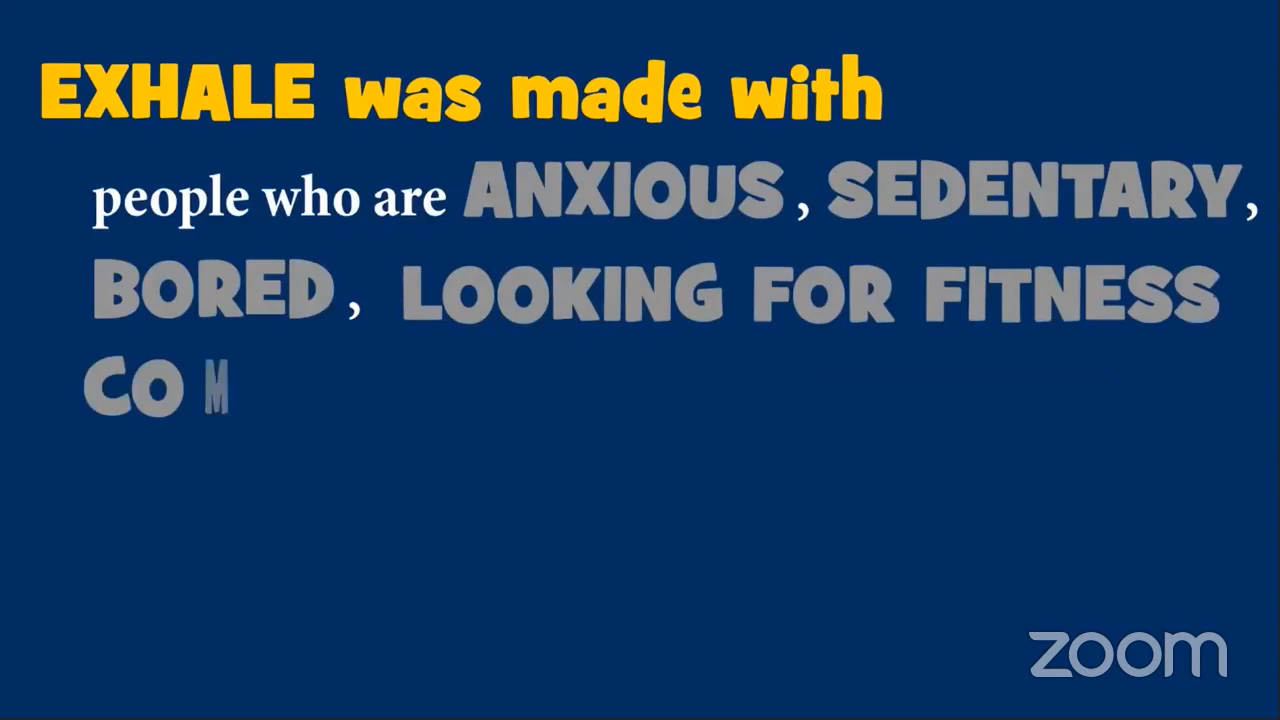 EXHALE was made with
people who are ANXIOUS, SEDENTARY,
BORED, LOOKING FOR FITNESS
CO M
zoom